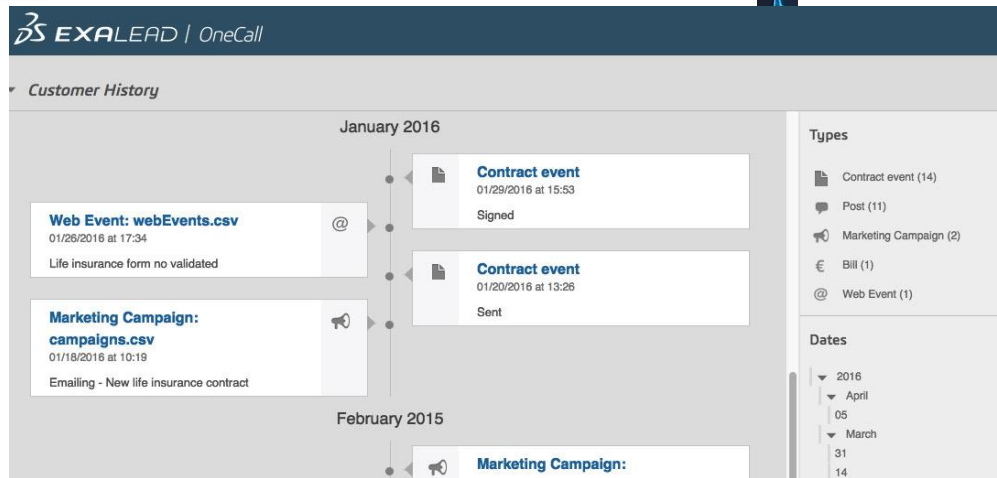 3S EXALEAD | OneCall
Customer History
January 2016
Contract event
01/29/2016 at 15:53
Signed
Web Event: webEvents.csv
@
01/26/2016 at 17:34
Life insurance form no validated
Contract event
01/20/2016 at 13:26
Sent
Marketing Campaign:
campaigns.csv
01/18/2016 at 10:19
Emailing - New life insurance contract
February 2015
Marketing Campaign:
Types
Contract event (14)
Post (11)
Marketing Campaign (2)
€ Bill (1)
@ Web Event (1)
Dates
2016
April
05
March
31
14